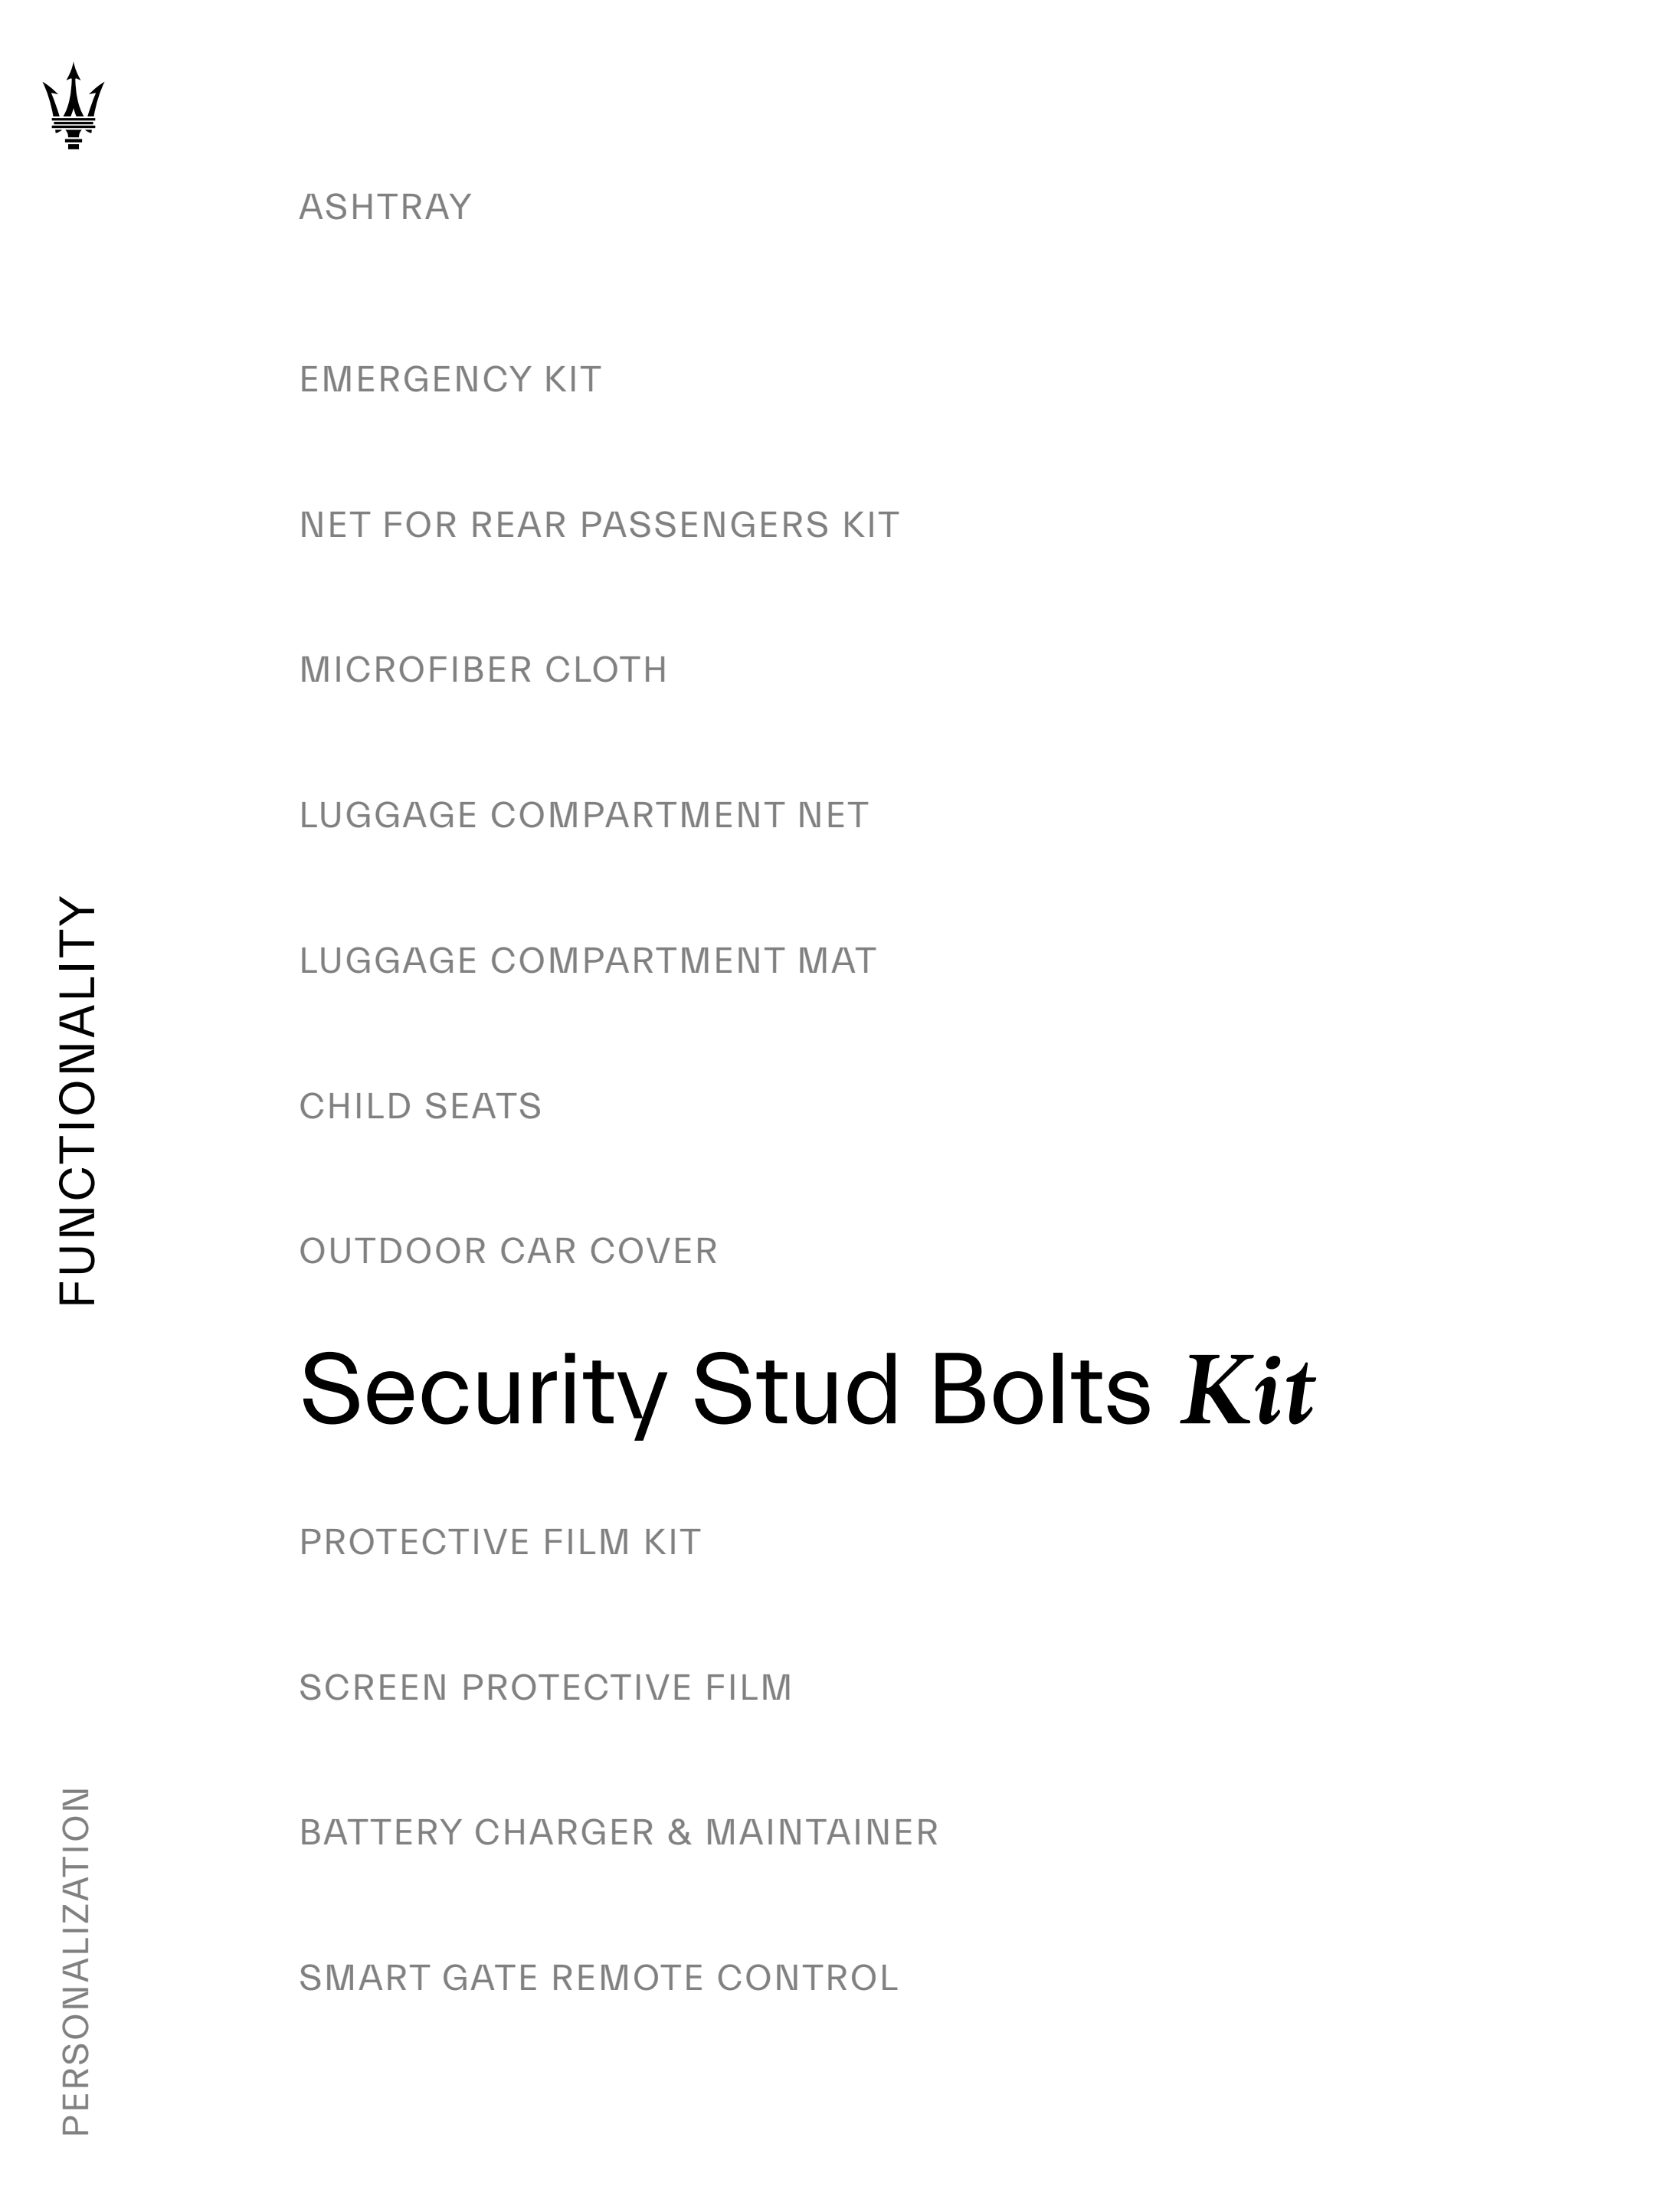 ASHTRAY
EMERGENCY KIT
NET FOR REAR PASSENGERS KIT
MICROFIBER CLOTH
LUGGAGE COMPARTMENT NET
LUGGAGE COMPARTMENT MAT
CHILD SEATS
OUTDOOR CAR COVER
Security Stud Bolts Kit
PROTECTIVE FILM KIT
SCREEN PROTECTIVE FILM
BATTERY CHARGER & MAINTAINER
SMART GATE REMOTE CONTROL
FUNCTIONALITY
PERSONALIZATION